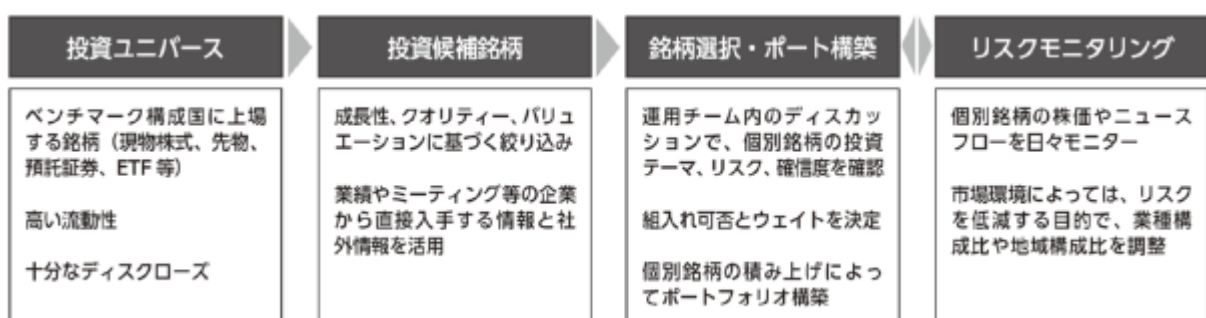 投資ユニバース
ベンチマーク構成国に上場
する銘柄（現物株式、先物、
預託証券、ETF 等）
高い流動性
十分なディスクローズ
投資候補銘柄
成長性、クオリティー、バリュ
エーションに基づく絞り込み
業績やミーティング等の企業
から直接入手する情報と社
外情報を活用
銘柄選択・ポート構築
運用チーム内のディスカッ
ションで、個別銘柄の投資
テーマ、リスク、確信度を確認
組入れ可否とウェイトを決定
個別銘柄の積み上げによっ
てポートフォリオ構築
リスクモニタリング
個別銘柄の株価やニュース
フローを日々モニター
市場環境によっては、リスク
を低減する目的で、業種構
成比や地域構成比を調整